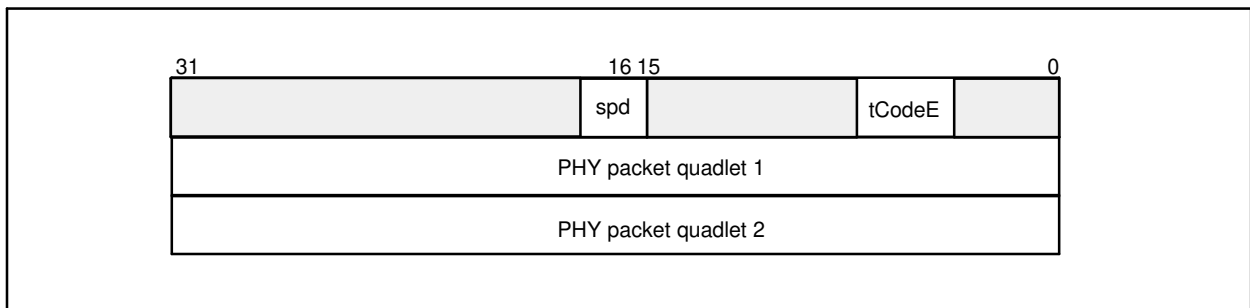 31 16 15 0
spd tCodeE
PHY packet quadlet 1
PHY packet quadlet 2